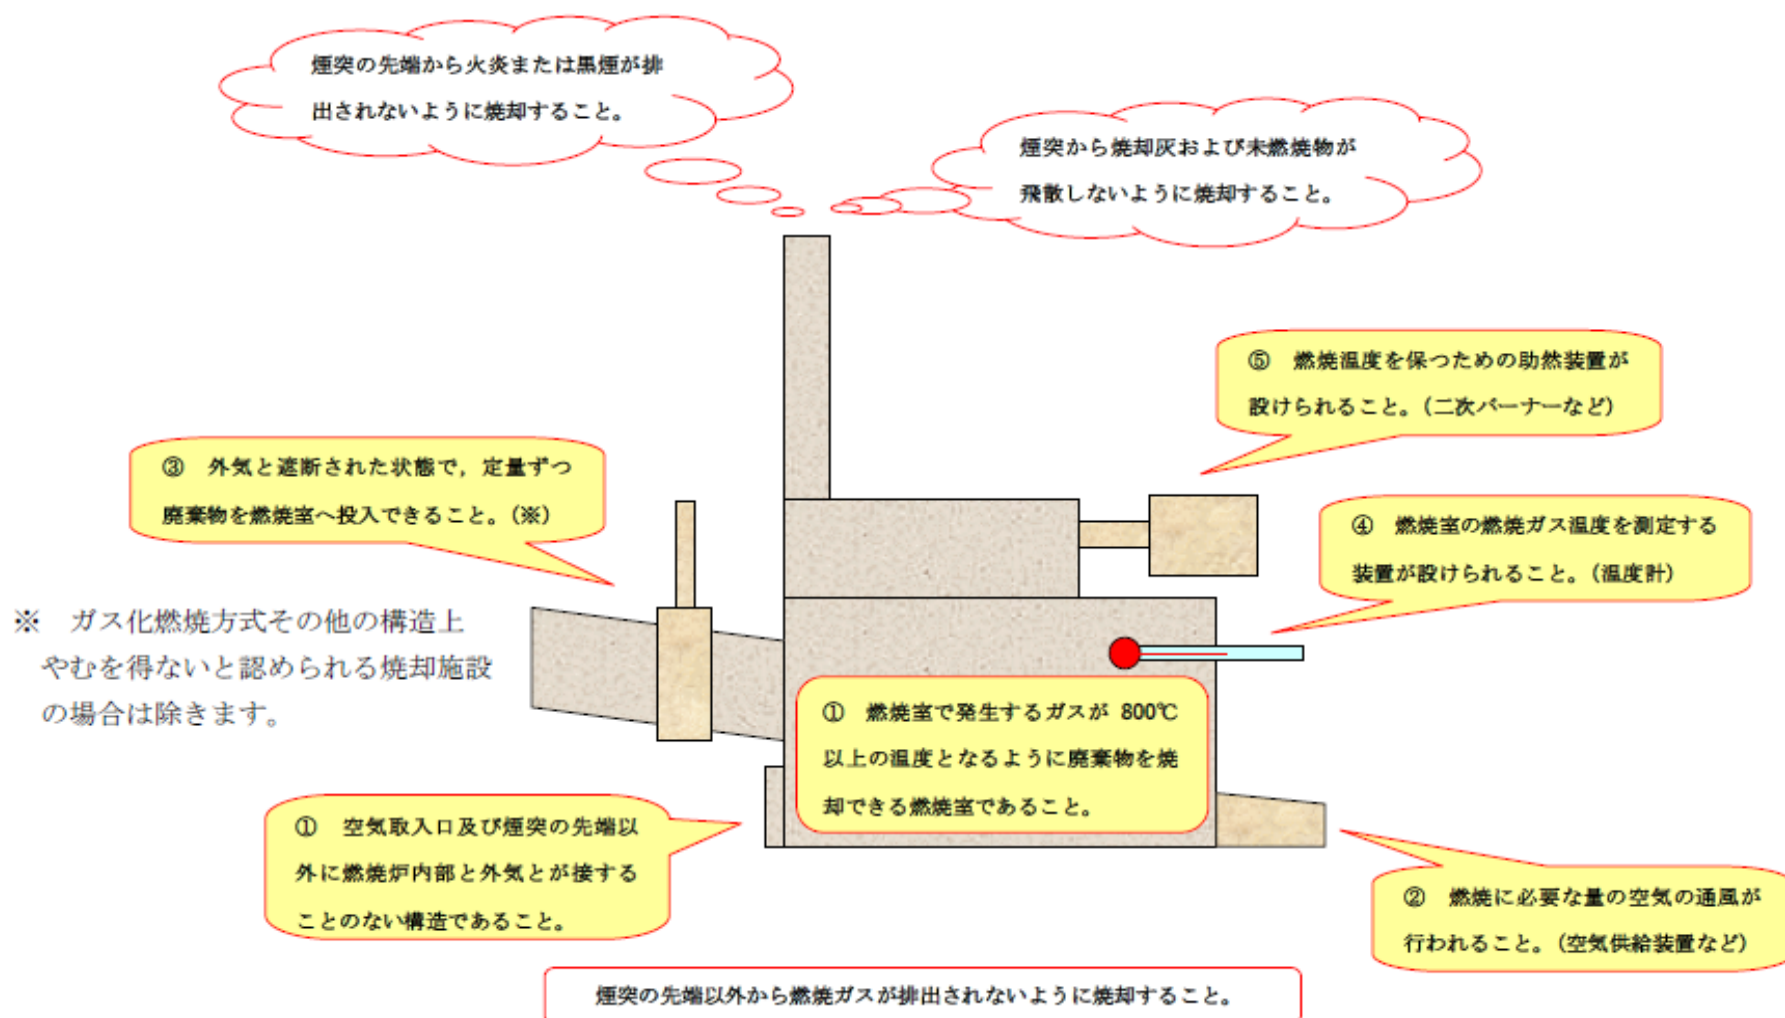 煙突の先端から火炎または黒煙が排
出されないように焼却すること。
煙突から焼却灰および未燃焼物が
飛散しないように焼却すること。
⑤　燃焼温度を保つための助然装置が
設けられること。（二次バーナーなど）
③　外気と遮断された状態で，定量ずつ
廃棄物を燃焼室へ投入できること。（※）
④　燃焼室の燃焼ガス温度を測定する
装置が設けられること。（温度計）
※　ガス化燃焼方式その他の構造上
やむを得ないと認められる焼却施設
の場合は除きます。
①　燃焼室で発生するガスが 800℃
以上の温度となるように廃棄物を焼
却できる燃焼室であること。
①　空気取入口及び煙突の先端以
外に燃焼炉内部と外気とが接する
ことのない構造であること。
②　燃焼に必要な量の空気の通風が
行われること。（空気供給装置など）
煙突の先端以外から燃焼ガスが排出されないように焼却すること。